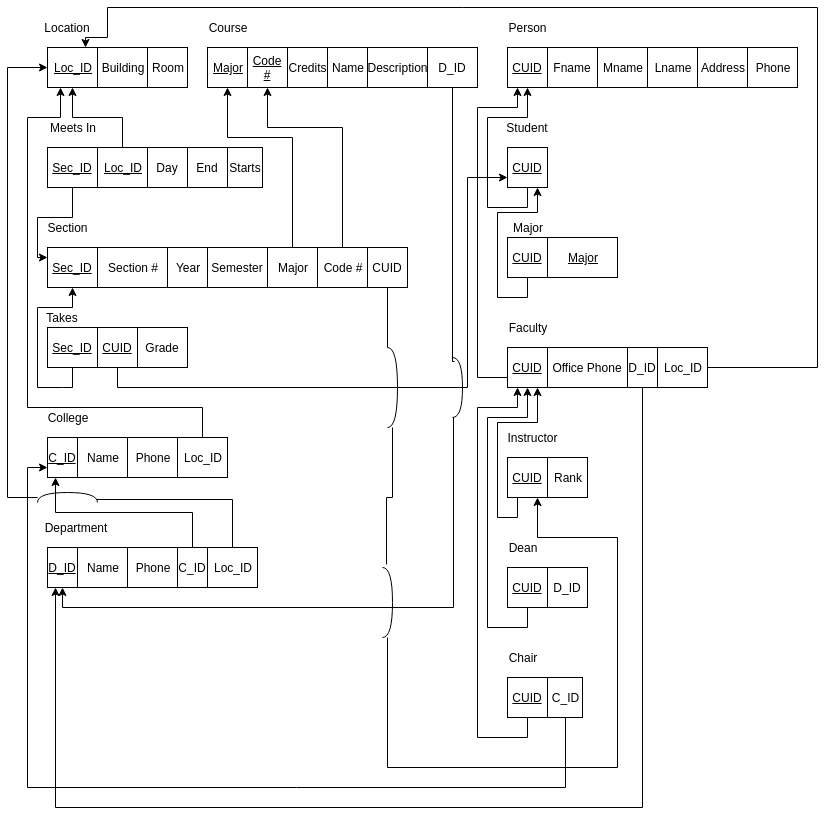 Location
Course
Person
Loc_ID Building Room
Major Code # Credits Name Description D_ID
CUID Fname Mname Lname Address Phone
Meets In
Student
Sec_ID Loc_ID Day End Starts
CUID
Section
Major
Sec_ID Section # Year Semester Major Code # CUID
CUID Major
Takes
Faculty
Sec_ID CUID Grade
CUID Office Phone D_ID Loc_ID
College
Instructor
C_ID Name Phone Loc_ID
CUID Rank
Department
Dean
D_ID Name Phone C_ID Loc_ID
CUID D_ID
Chair
CUID C_ID